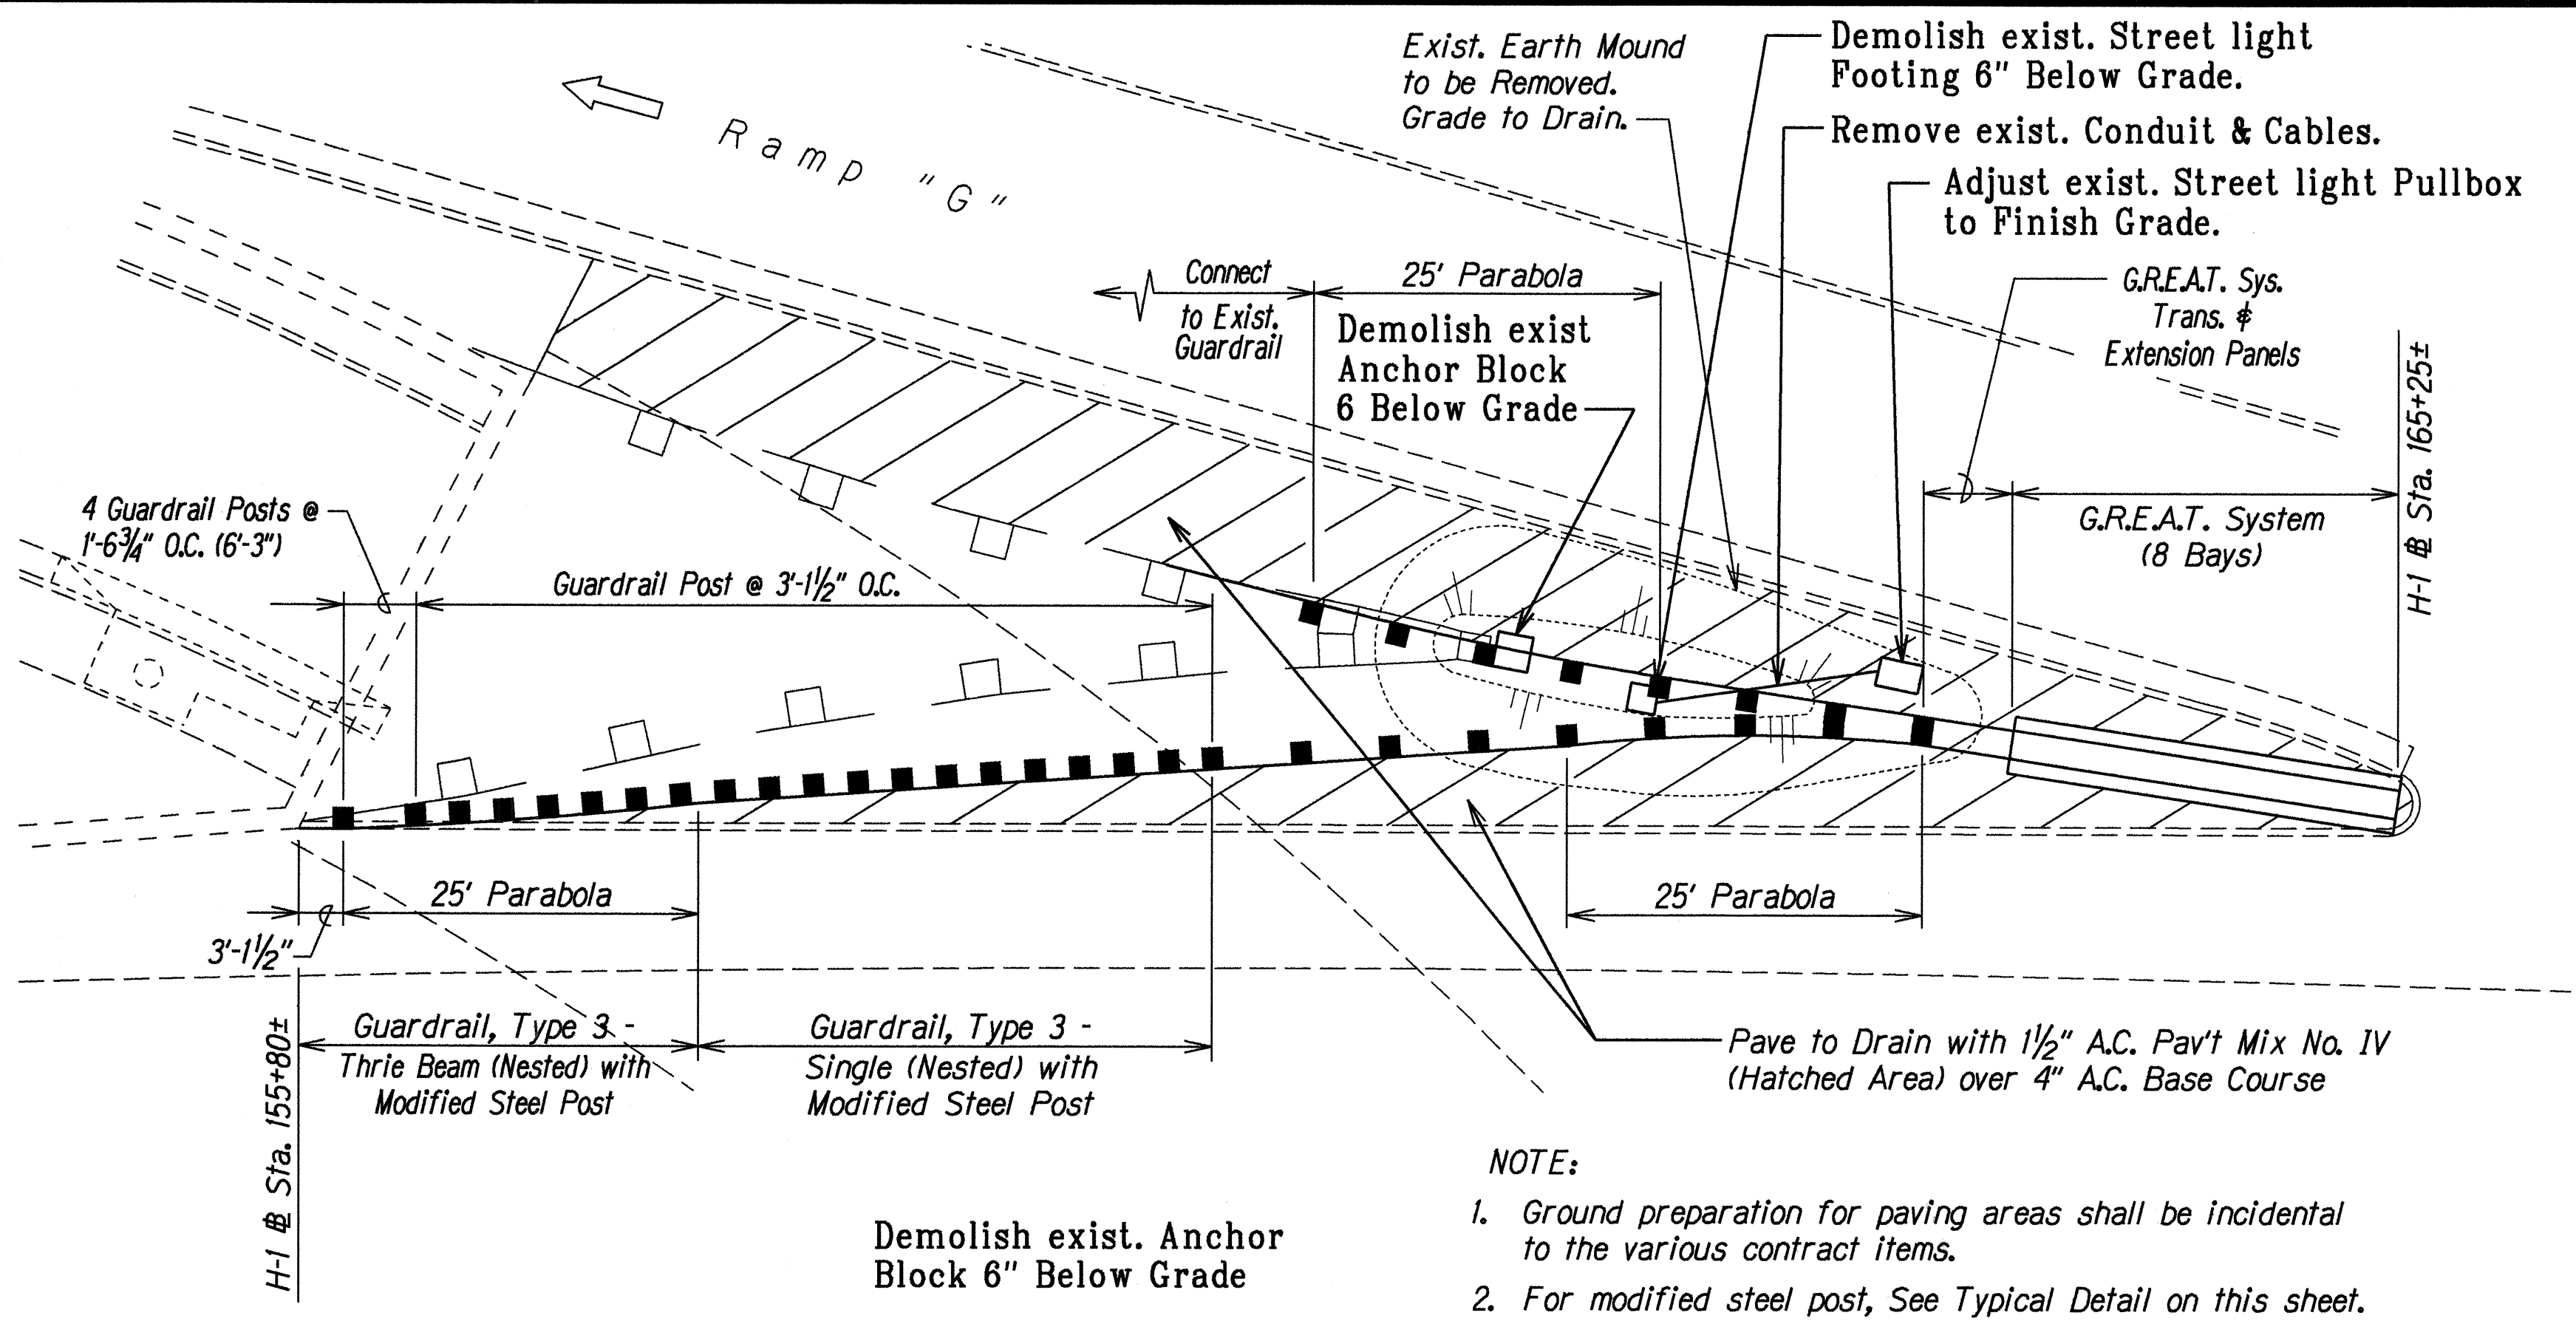 Exist. Earth Mound
to be Removed.
Grade to Drain.
Demolish exist. Street light
Footing 6" Below Grade.
Remove exist. Conduit & Cables.
Adjust exist. Street light Pullbox
to Finish Grade.
Ramp "G"
Connect
to Exist.
Guardrail
25' Parabola
Demolish exist
Anchor Block
6 Below Grade
G.R.E.A.T. Sys.
Trans. &
Extension Panels
H-1 BL Sta. 165+25±
G.R.E.A.T. System
(8 Bays)
4 Guardrail Posts @
1'-6¾" O.C. (6'-3")
Guardrail Post @ 3'-1½" O.C.
25' Parabola
3'-1½"
25' Parabola
H-1 BL Sta. 155+80±
Guardrail, Type 3 -
Thrie Beam (Nested) with
Modified Steel Post
Guardrail, Type 3 -
Single (Nested) with
Modified Steel Post
Pave to Drain with 1½" A.C. Pav't Mix No. IV
(Hatched Area) over 4" A.C. Base Course
Demolish exist. Anchor
Block 6" Below Grade
NOTE:
1. Ground preparation for paving areas shall be incidental
to the various contract items.
2. For modified steel post, See Typical Detail on this sheet.